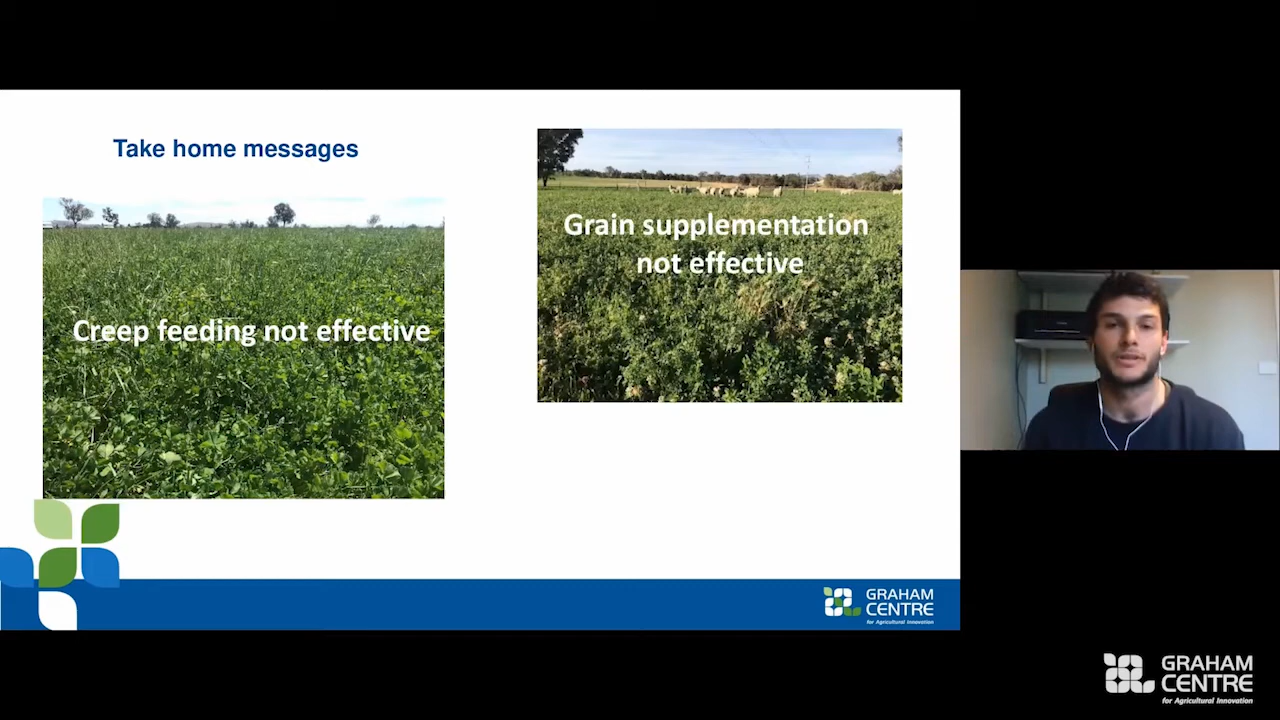 Take home messages
Creep feeding not effective
Grain supplementation
not effective
GRAHAM
CENTRE
for Agricultural Innovation
GRAHAM
CENTRE
for Agricultural Innovation